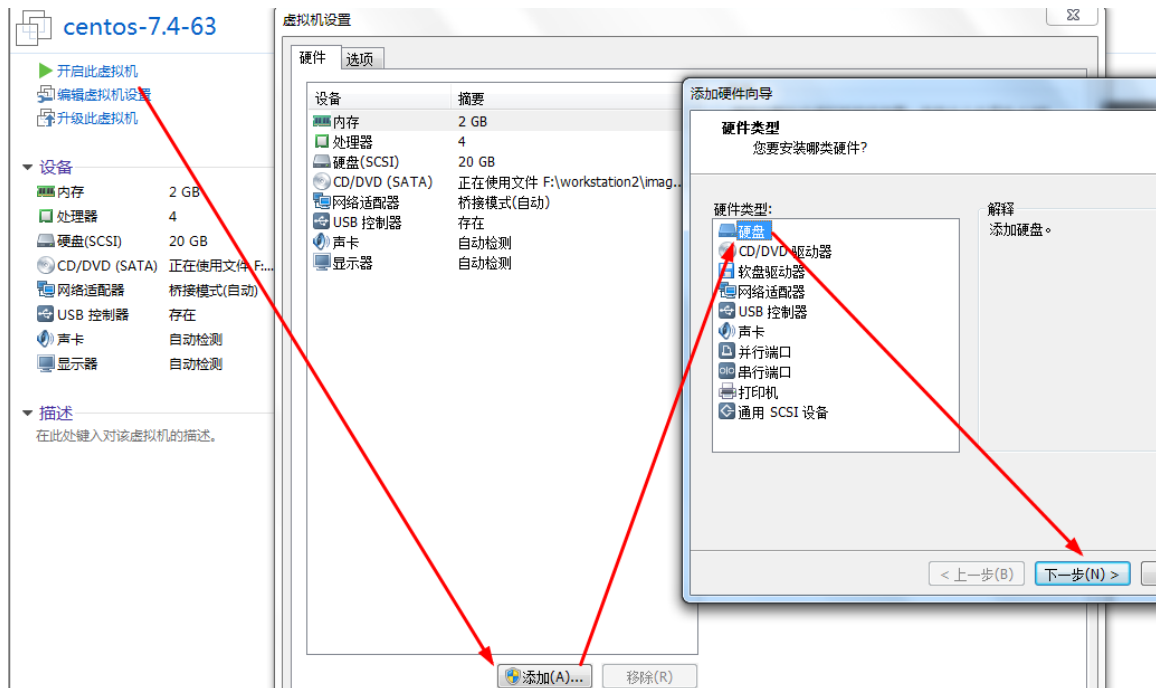 centos-7.4-63
开启此虚拟机
编辑虚拟机设置
升级此虚拟机
设备
内存 2 GB
处理器 4
硬盘(SCSI) 20 GB
CD/DVD (SATA) 正在使用文件 F:...
网络适配器 桥接模式(自动)
USB 控制器 存在
声卡 自动检测
显示器 自动检测
描述
在此处键入对该虚拟机的描述。
虚拟机设置
硬件 选项
设备 摘要
内存 2 GB
处理器 4
硬盘(SCSI) 20 GB
CD/DVD (SATA) 正在使用文件 F:\workstation2\imag...
网络适配器 桥接模式(自动)
USB 控制器 存在
声卡 自动检测
显示器 自动检测
添加(A)... 移除(R)
添加硬件向导
硬件类型
您要安装哪类硬件?
硬件类型:
硬盘
CD/DVD 驱动器
软盘驱动器
网络适配器
USB 控制器
声卡
并行端口
串行端口
打印机
通用 SCSI 设备
解释
添加硬盘。
< 上一步(B) 下一步(N) >